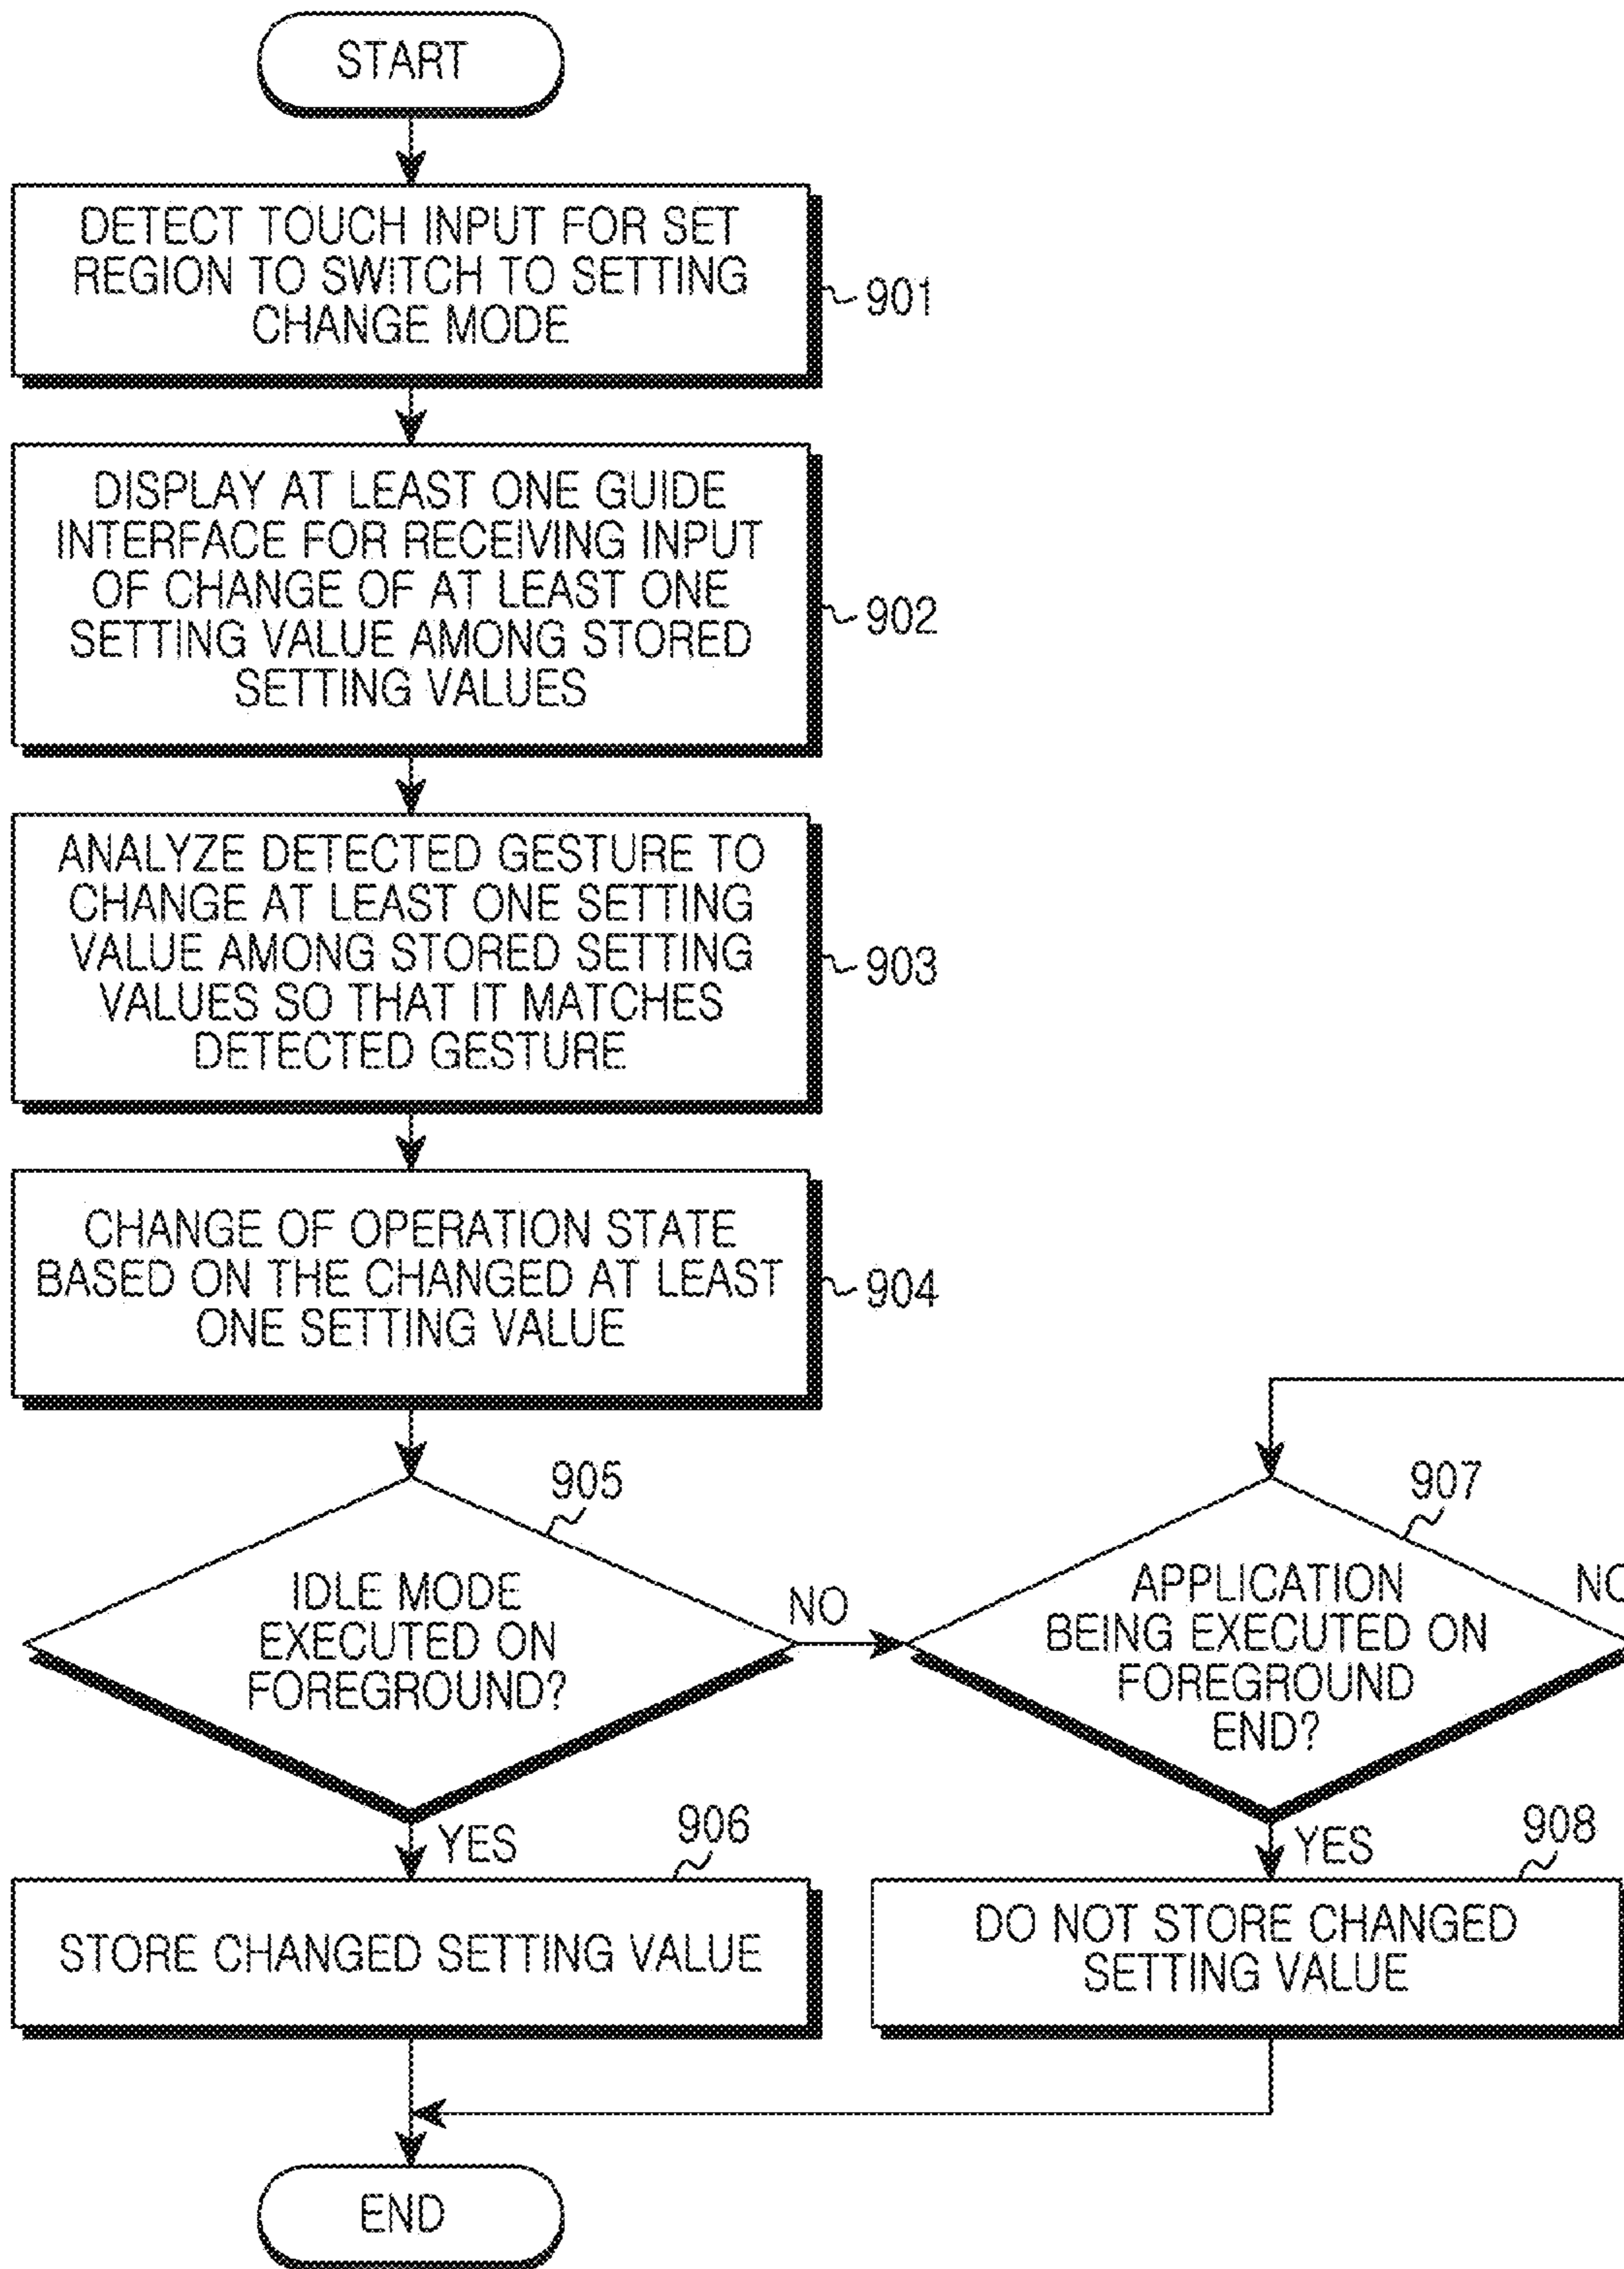 START
DETECT TOUCH INPUT FOR SET
REGION TO SWITCH TO SETTING
CHANGE MODE
901
DISPLAY AT LEAST ONE GUIDE
INTERFACE FOR RECEIVING INPUT
OF CHANGE OF AT LEAST ONE
SETTING VALUE AMONG STORED
SETTING VALUES
902
ANALYZE DETECTED GESTURE TO
CHANGE AT LEAST ONE SETTING
VALUE AMONG STORED SETTING
VALUES SO THAT IT MATCHES
DETECTED GESTURE
903
CHANGE OF OPERATION STATE
BASED ON THE CHANGED AT LEAST
ONE SETTING VALUE
904
905
IDLE MODE
EXECUTED ON
FOREGROUND?
NO
907
APPLICATION
BEING EXECUTED ON
FOREGROUND
END?
NO
YES
906
STORE CHANGED SETTING VALUE
YES
908
DO NOT STORE CHANGED
SETTING VALUE
END